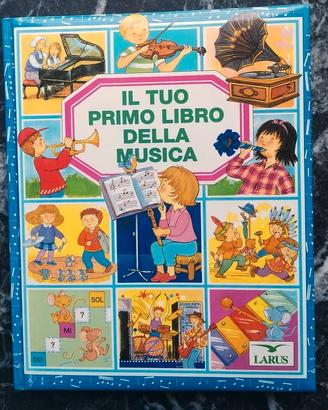 IL TUO
PRIMO LIBRO
DELLA
MUSICA
SOL
?
MI
?
DO
LARUS